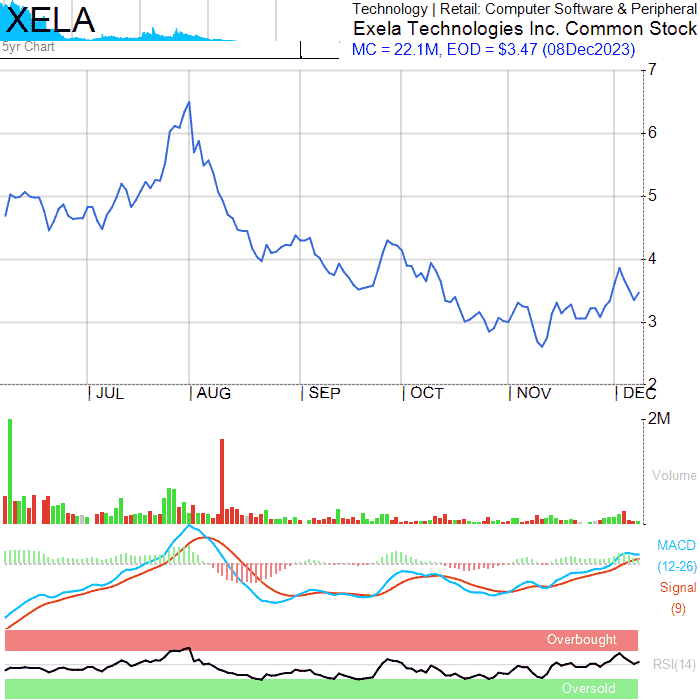 XELA
Technology | Retail: Computer Software & Peripheral
Exela Technologies Inc. Common Stock
5yr Chart
MC = 22.1M, EOD = $3.47 (08Dec2023)
7
6
5
4
3
2
JUL
AUG
SEP
OCT
NOV
DEC
2M
Volume
MACD
(12-26)
Signal
(9)
Overbought
RSI(14)
Oversold